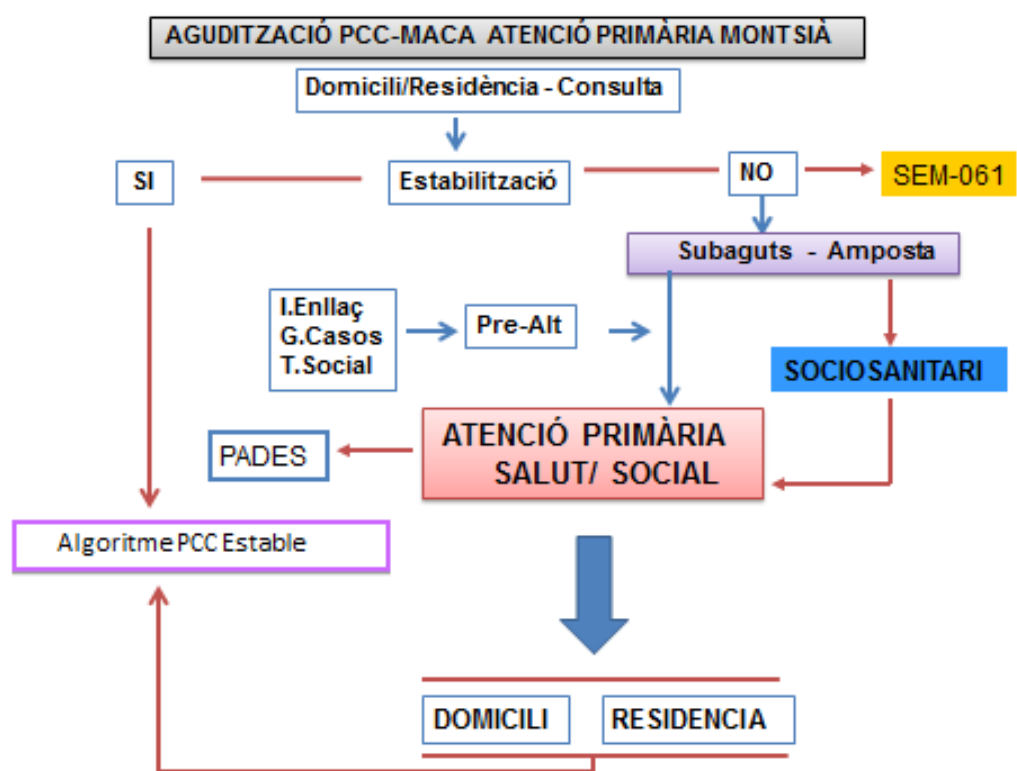 AGUDITZACIÓ PCC-MACA ATENCIÓ PRIMÀRIA MONTSIÀ
Domicili/Residència - Consulta
SI
Estabilització
NO
SEM-061
Subaguts - Amposta
I.Enllaç
G.Casos
T.Social
Pre-Alt
SOCIOSANITARI
ATENCIÓ PRIMÀRIA
SALUT/ SOCIAL
PADES
Algoritme PCC Estable
DOMICILI
RESIDENCIA